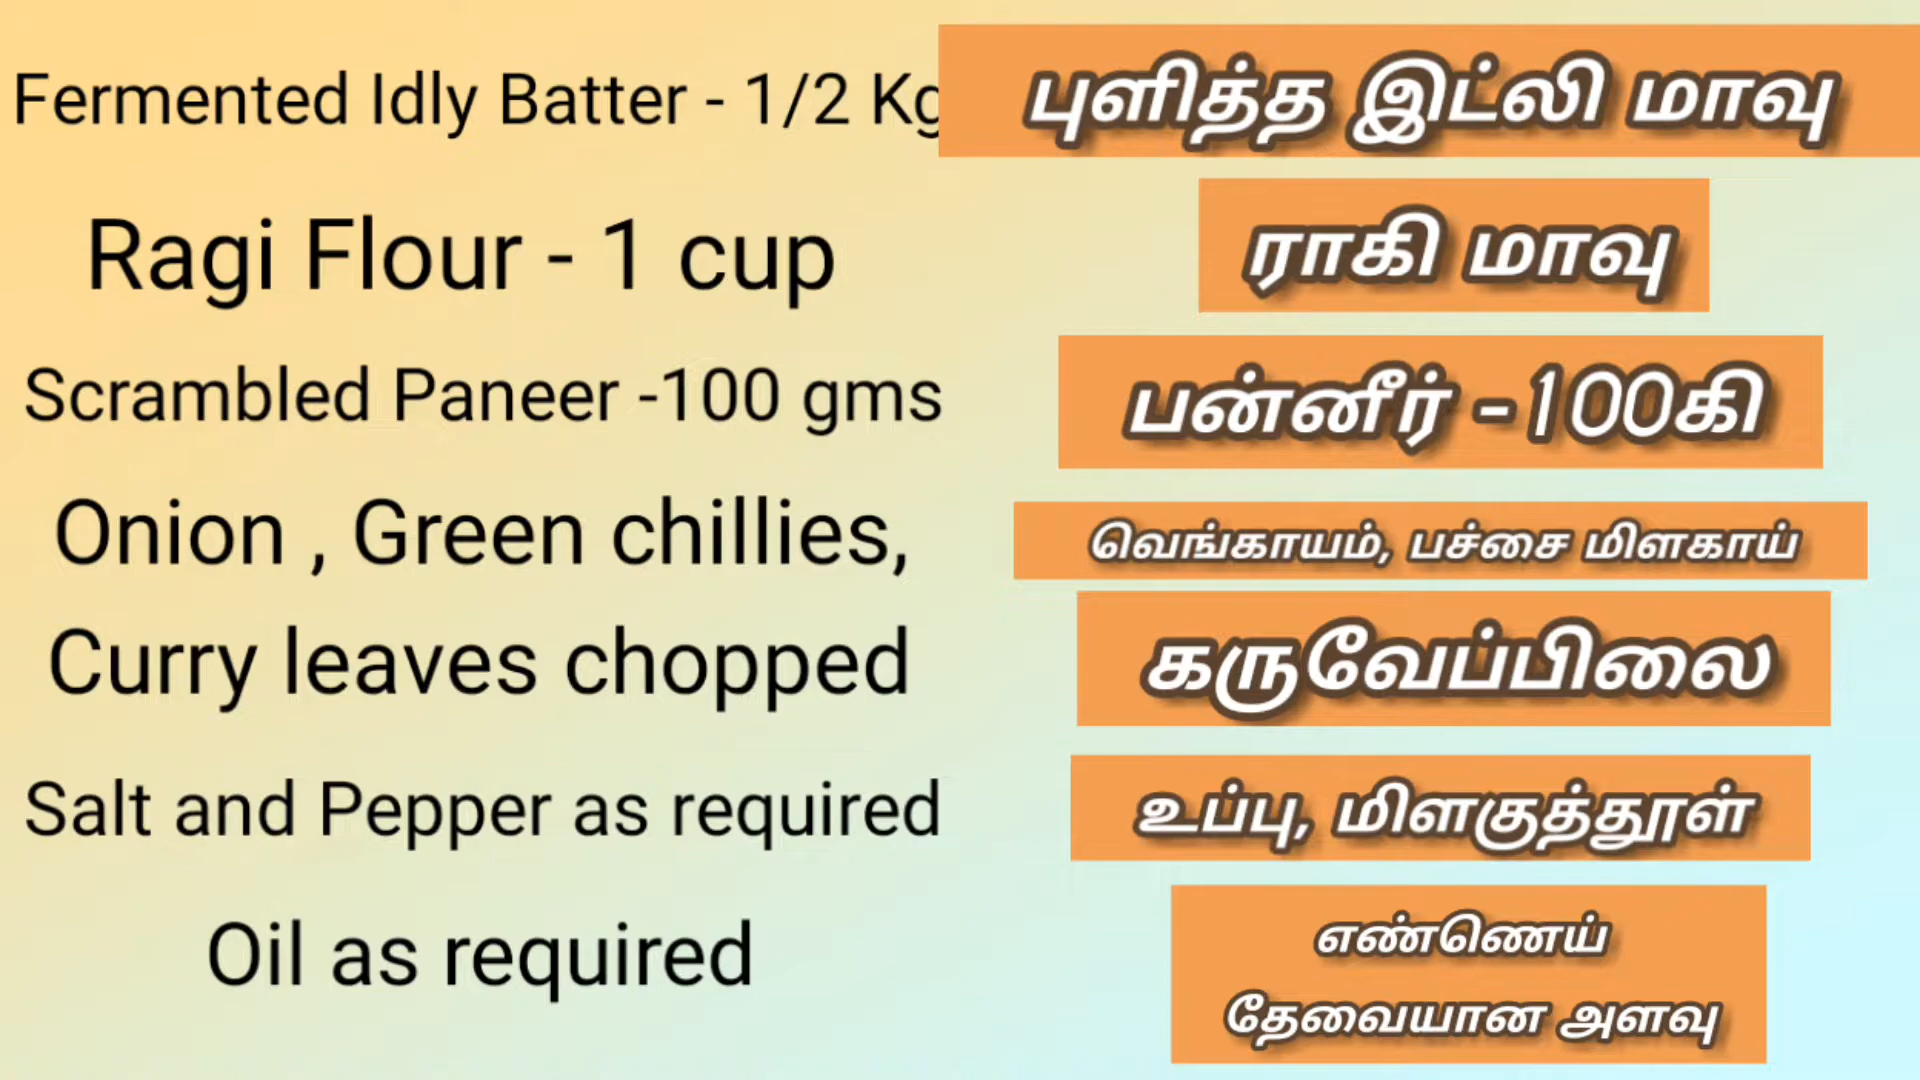 Fermented Idly Batter - 1/2 Kg
புளித்த இட்லி மாவு
Ragi Flour - 1 cup
ராகி மாவு
Scrambled Paneer -100 gms
பன்னீர் -100கி
Onion , Green chillies,
வெங்காயம், பச்சை மிளகாய்
Curry leaves chopped
கருவேப்பிலை
Salt and Pepper as required
உப்பு, மிளகுத்தூள்
Oil as required
எண்ணெய்
தேவையான அளவு